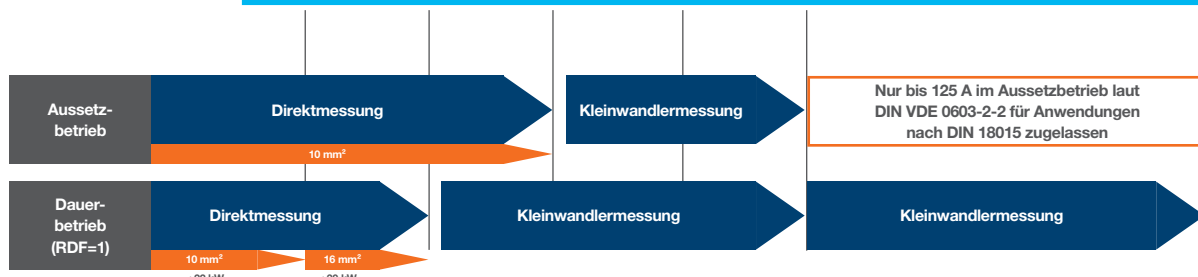 Aussetz-
betrieb
Direktmessung
Kleinwandlermessung
Nur bis 125 A im Aussetzbetrieb laut
DIN VDE 0603-2-2 für Anwendungen
nach DIN 18015 zugelassen
10 mm²
Dauer-
betrieb
(RDF=1)
Direktmessung
Kleinwandlermessung
Kleinwandlermessung
10 mm²
16 mm²